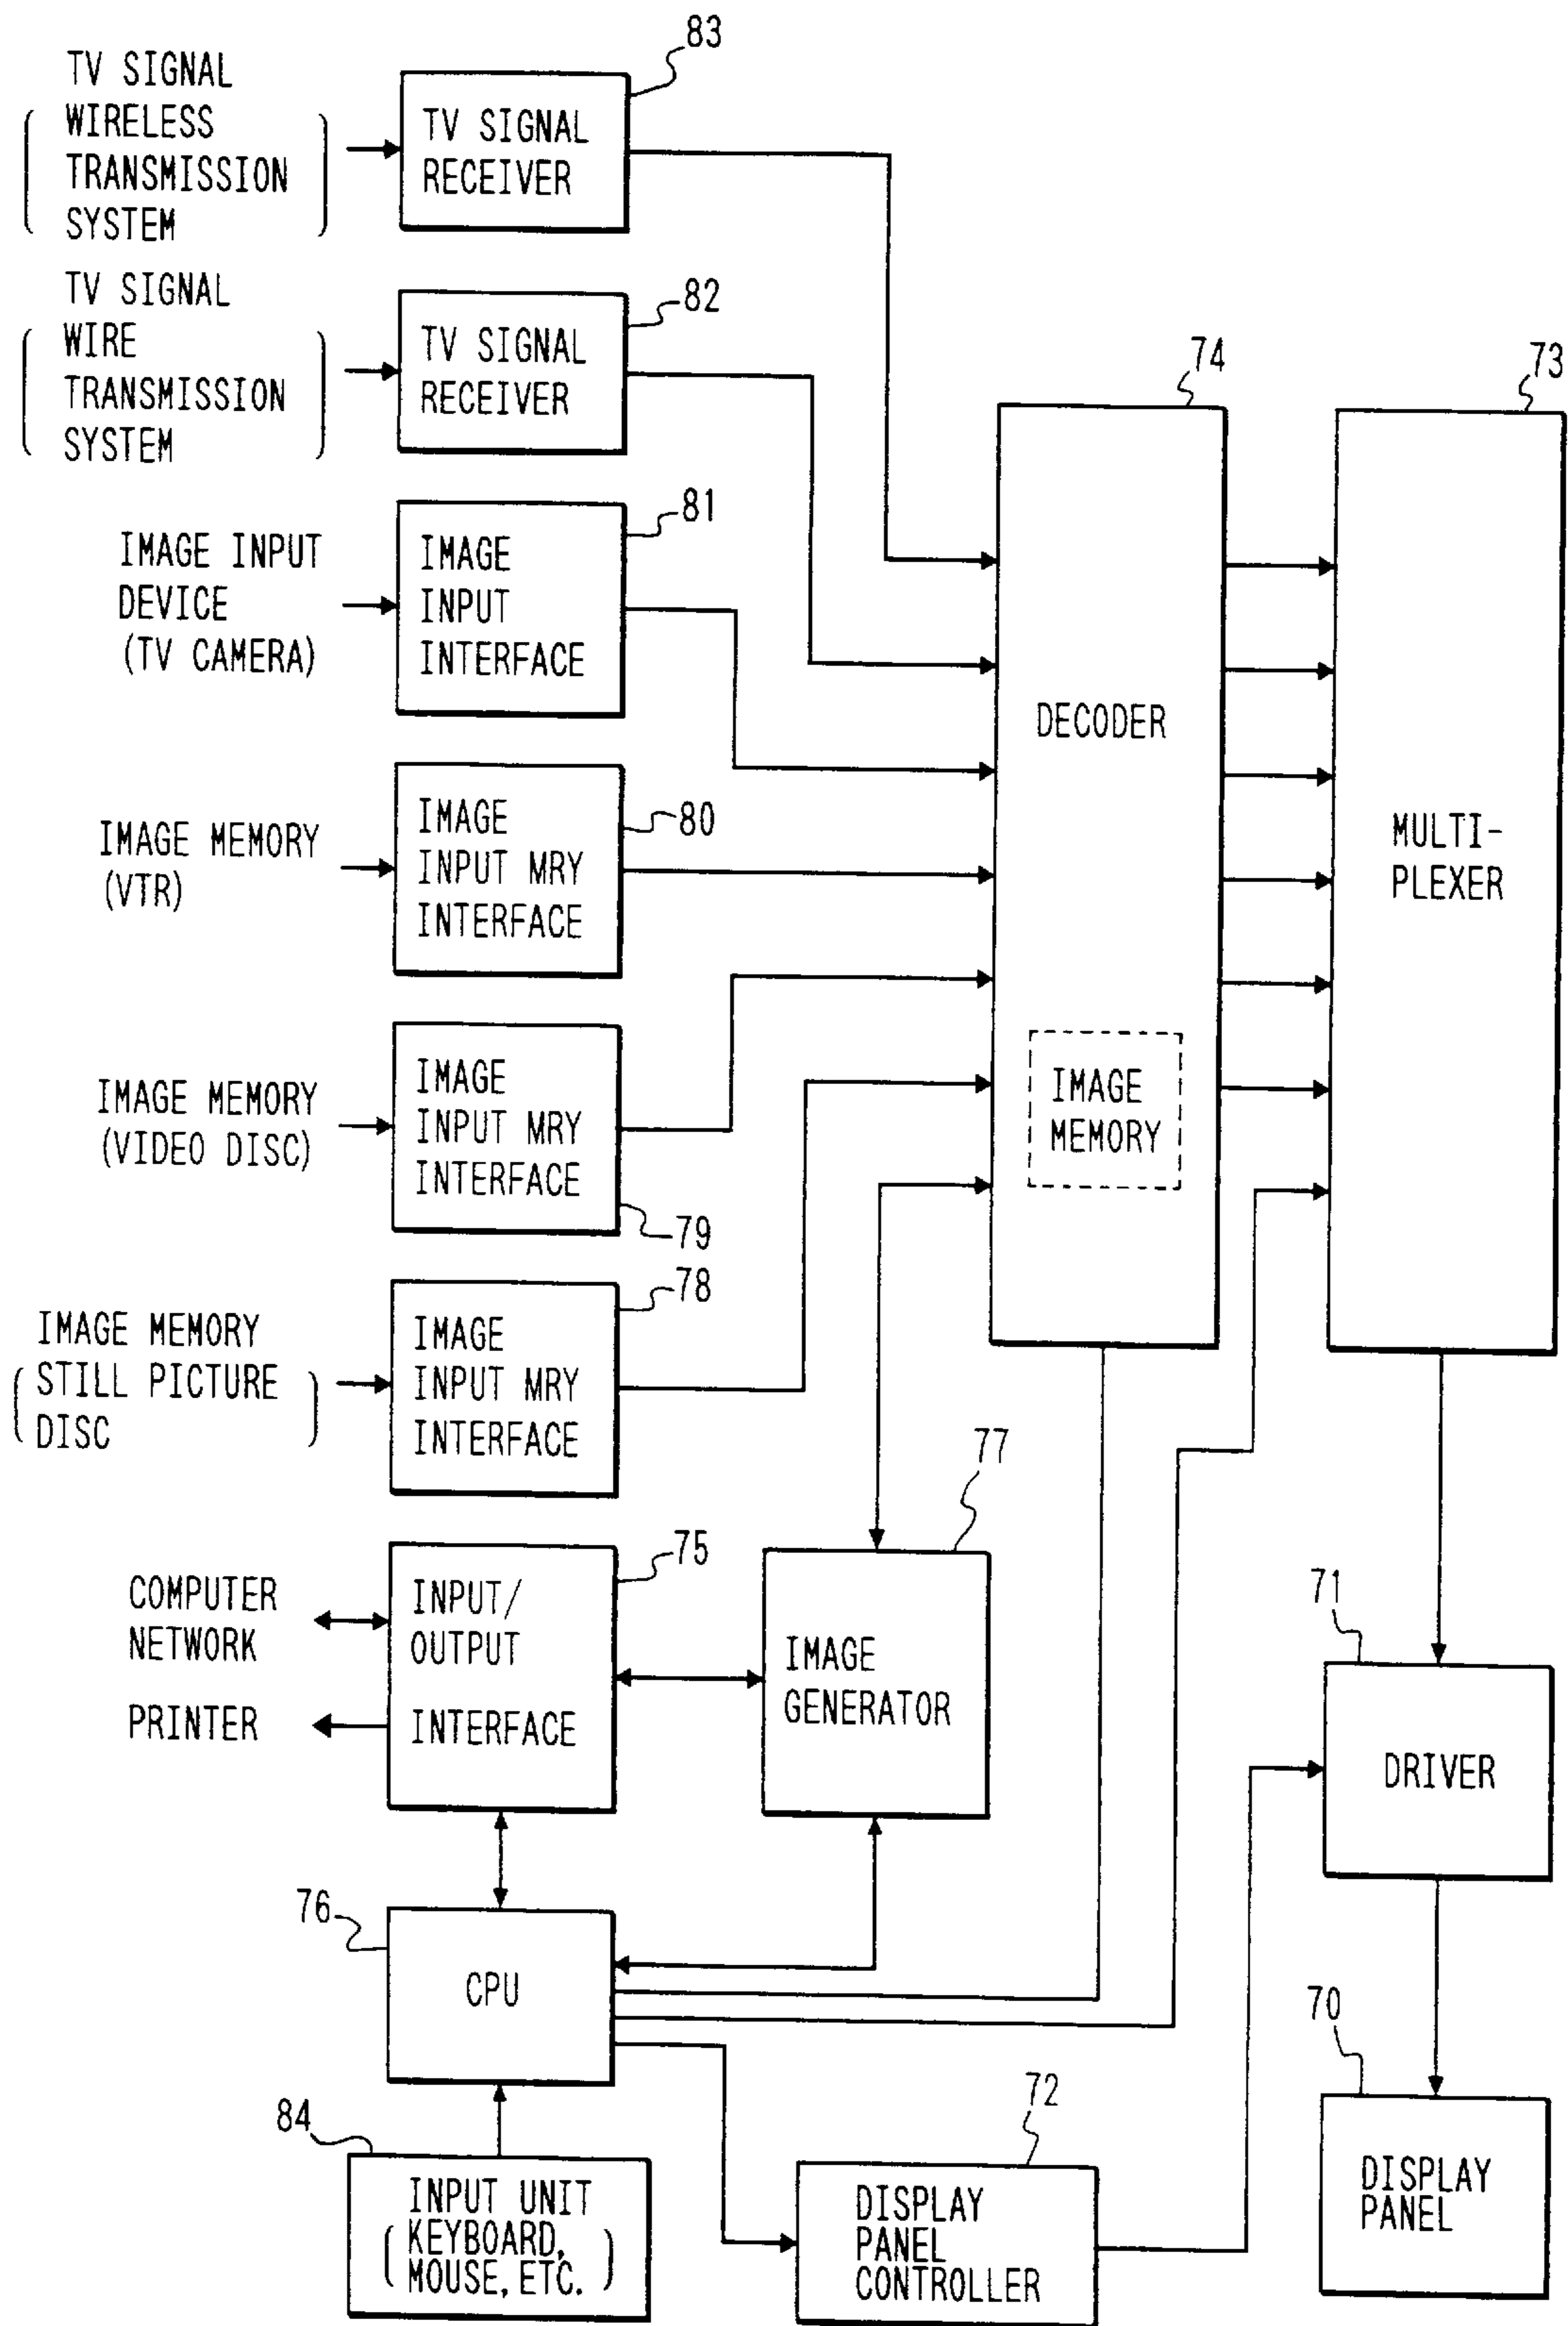 83
TV SIGNAL
WIRELESS
TRANSMISSION
SYSTEM
TV SIGNAL
RECEIVER
82
TV SIGNAL
WIRE
TRANSMISSION
SYSTEM
TV SIGNAL
RECEIVER
74
73
81
IMAGE INPUT
DEVICE
(TV CAMERA)
IMAGE
INPUT
INTERFACE
DECODER
MULTI-
PLEXER
80
IMAGE MEMORY
(VTR)
IMAGE
INPUT MRY
INTERFACE
IMAGE MEMORY
(VIDEO DISC)
IMAGE
INPUT MRY
INTERFACE
79
IMAGE
MEMORY
78
IMAGE MEMORY
STILL PICTURE
DISC
IMAGE
INPUT MRY
INTERFACE
77
75
COMPUTER
NETWORK
PRINTER
INPUT/
OUTPUT
INTERFACE
IMAGE
GENERATOR
71
DRIVER
76
CPU
70
DISPLAY
PANEL
84
INPUT UNIT
(KEYBOARD,
MOUSE, ETC.)
72
DISPLAY
PANEL
CONTROLLER